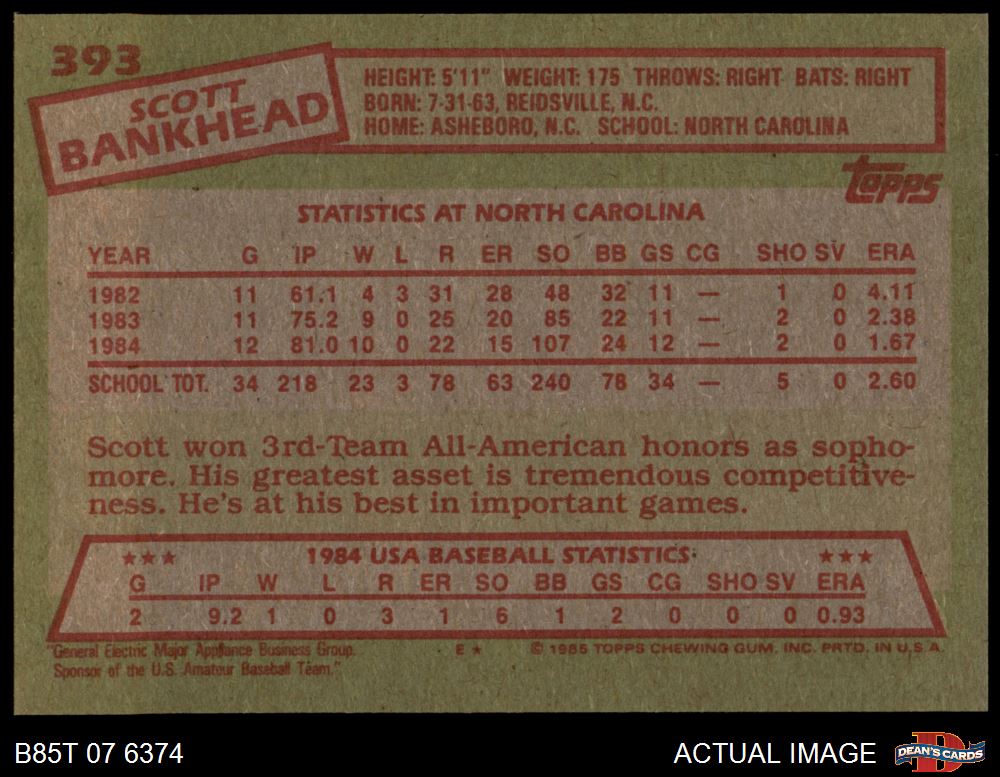 393
SCOTT
BANKHEAD
HEIGHT: 5'11" WEIGHT: 175 THROWS: RIGHT BATS: RIGHT
BORN: 7-31-63, REIDSVILLE, N.C.
HOME: ASHEBORO, N.C. SCHOOL: NORTH CAROLINA
topps
STATISTICS AT NORTH CAROLINA
YEAR G IP W L R ER SO BB GS CG SHO SV ERA
1982 11 61.1 4 3 31 28 48 32 11 — 1 0 4.11
1983 11 75.2 9 0 25 20 85 22 11 — 2 0 2.38
1984 12 81.0 10 0 22 15 107 24 12 — 2 0 1.67
SCHOOL TOT. 34 218 23 3 78 63 240 78 34 — 5 0 2.60
Scott won 3rd-Team All-American honors as sopho-
more. His greatest asset is tremendous competitive-
ness. He's at his best in important games.
★★★ 1984 USA BASEBALL STATISTICS ★★★
G IP W L R ER SO BB GS CG SHO SV ERA
2 9.2 1 0 3 1 6 1 2 0 0 0 0.93
"General Electric Major Appliance Business Group. E★ © 1985 TOPPS CHEWING GUM, INC. PRTD. IN U.S.A.
Sponsor of the U.S. Amateur Baseball Team."
B85T 07 6374 ACTUAL IMAGE DEAN'S CARDS